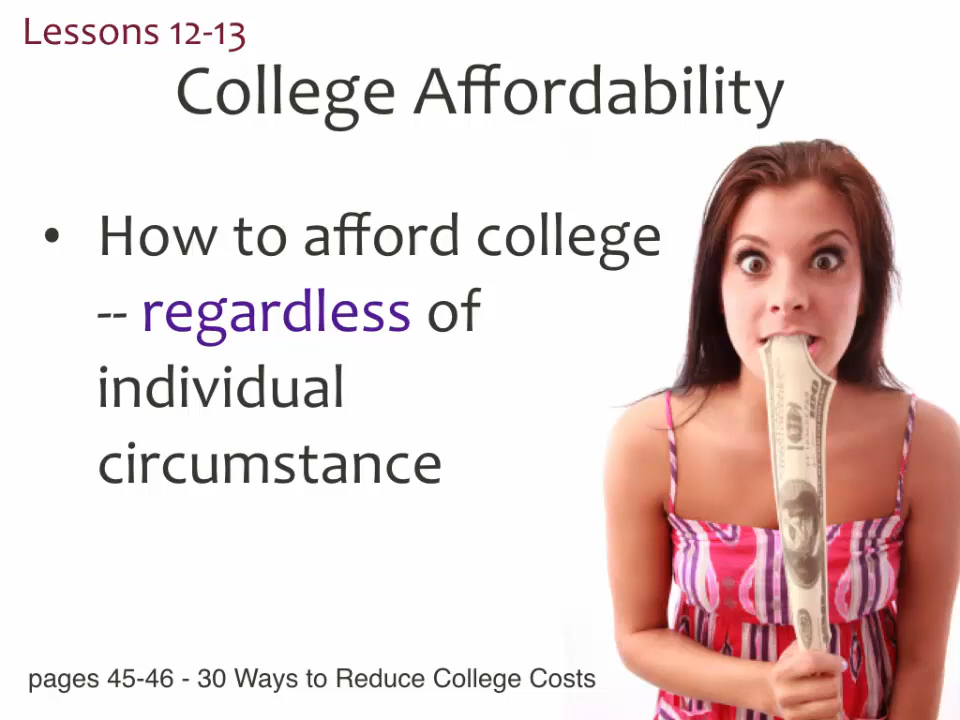 Lessons 12-13
College Affordability
• How to afford college
-- regardless of
individual
circumstance
pages 45-46 - 30 Ways to Reduce College Costs